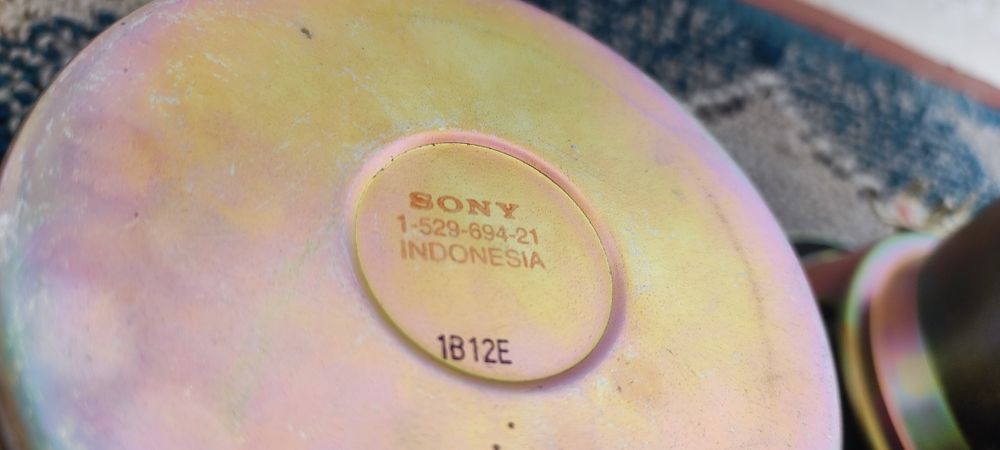 SONY
1-529-694-21
INDONESIA
1B12E